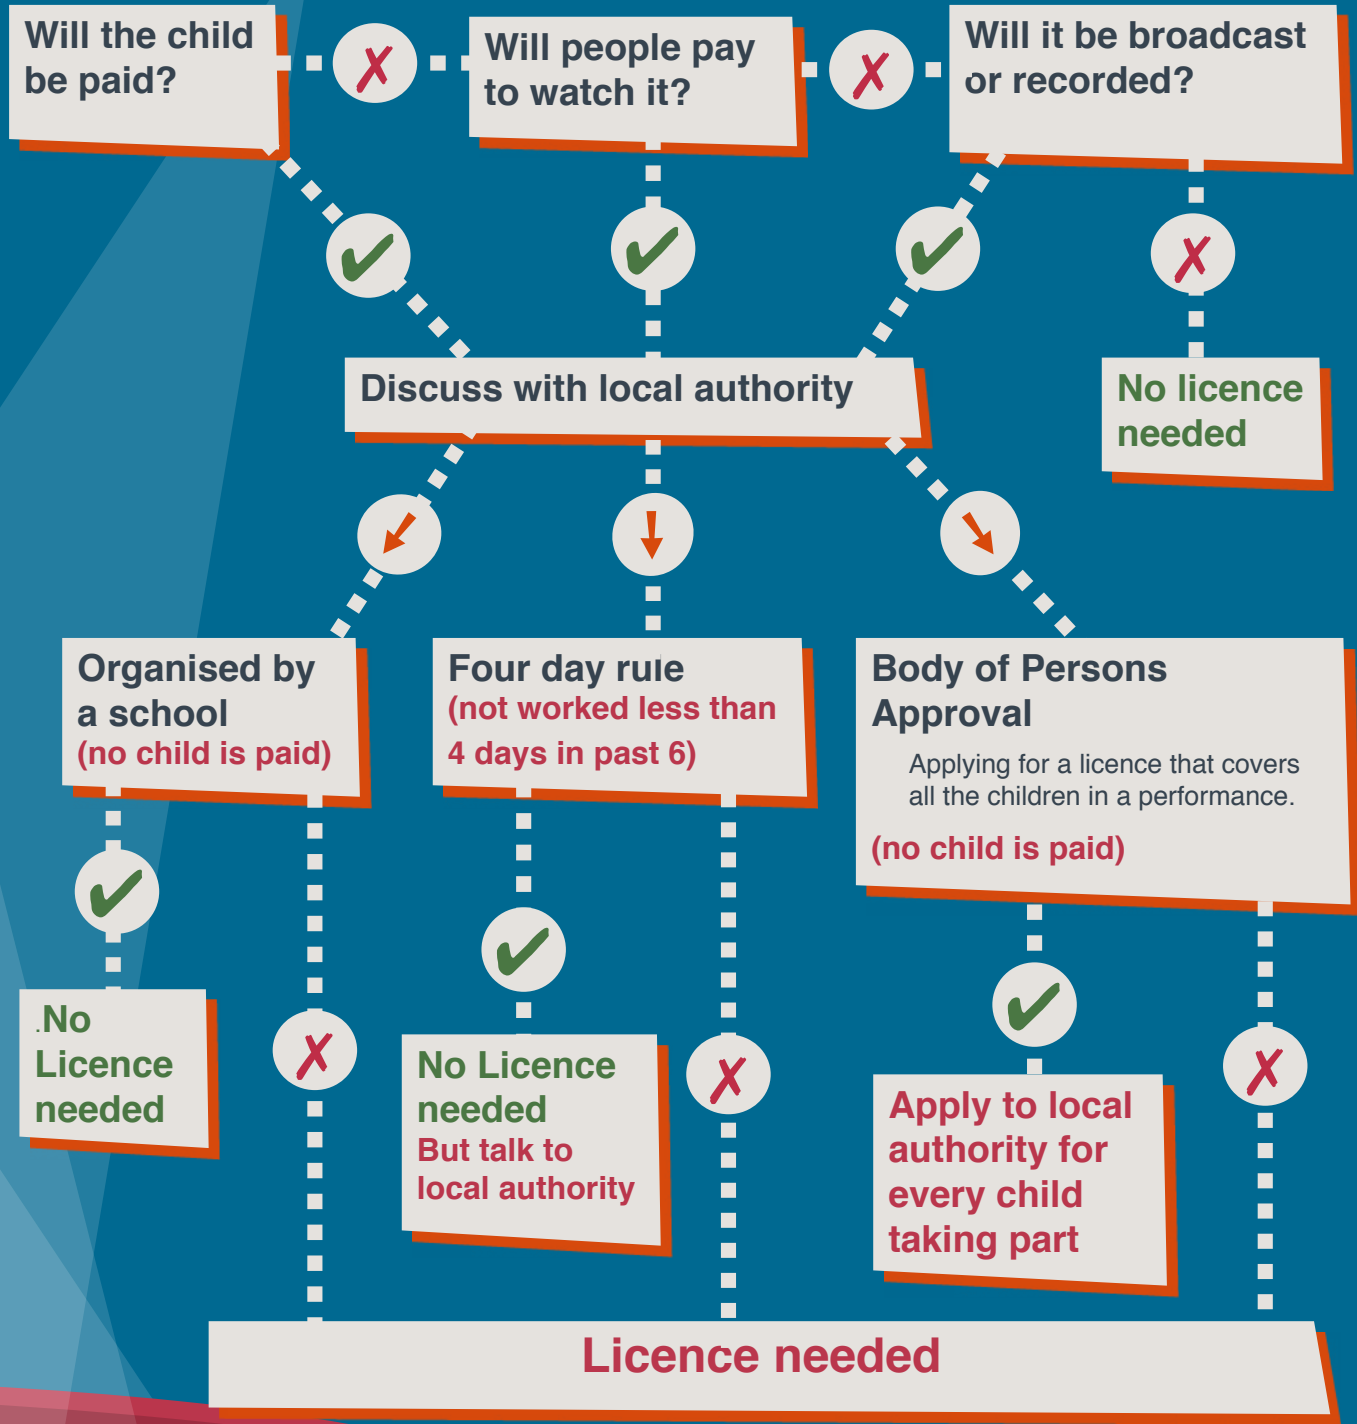 Will the child
be paid?
Will people pay
to watch it?
Will it be broadcast
or recorded?
Discuss with local authority
No licence
needed
Organised by
a school
(no child is paid)
Four day rule
(not worked less than
4 days in past 6)
Body of Persons
Approval
Applying for a licence that covers
all the children in a performance.
(no child is paid)
.No
Licence
needed
No Licence
needed
But talk to
local authority
Apply to local
authority for
every child
taking part
Licence needed